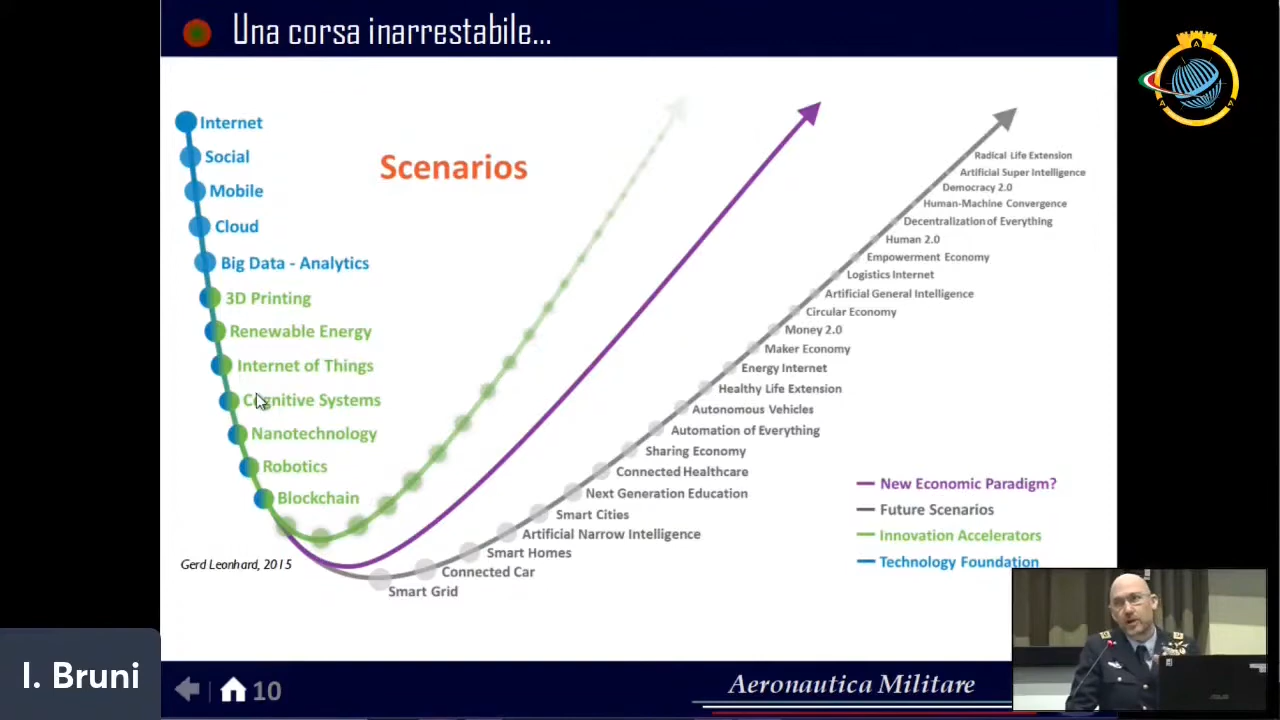 Una corsa inarrestabile...
Internet
Social
Mobile
Cloud
Big Data - Analytics
3D Printing
Renewable Energy
Internet of Things
Cognitive Systems
Nanotechnology
Robotics
Blockchain
Scenarios
Radical Life Extension
Artificial Super Intelligence
Democracy 2.0
Human-Machine Convergence
Decentralization of Everything
Human 2.0
Empowerment Economy
Logistics Internet
Artificial General Intelligence
Circular Economy
Money 2.0
Maker Economy
Energy Internet
Healthy Life Extension
Autonomous Vehicles
Automation of Everything
Sharing Economy
Connected Healthcare
Next Generation Education
Smart Cities
Artificial Narrow Intelligence
Smart Homes
Connected Car
Smart Grid
New Economic Paradigm?
Future Scenarios
Innovation Accelerators
Technology Foundation
Gerd Leonhard, 2015
I. Bruni
10
Aeronautica Militare